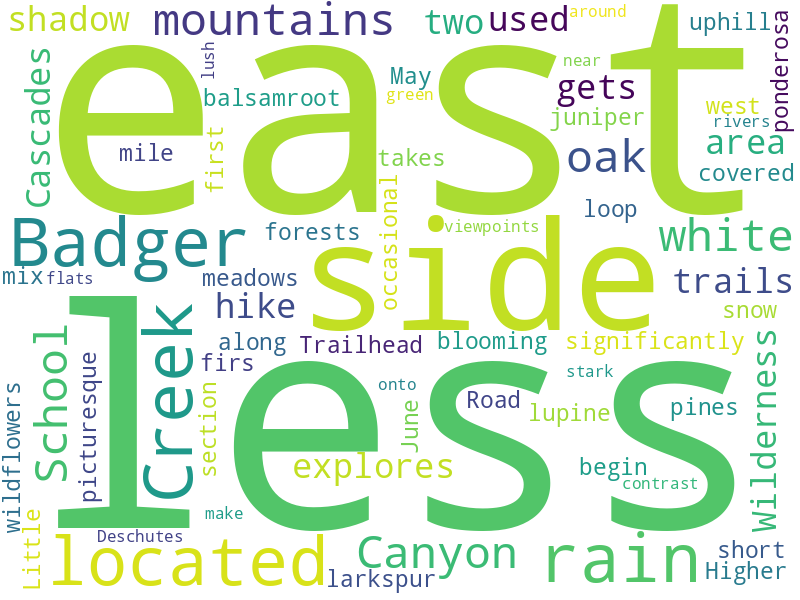 shadow
mountains
two
used
around
uphill
ponderosa
lush
east
near
May
green
gets
west
Cascades
balsamroot
juniper
rivers
mile
first
takes
oak
area
covered
occasional
loop
Badger
forests
side
viewpoints
white
mix
flats
meadows
trails
hike
less
snow
School
Creek
along
Trailhead
blooming
significantly
Wilderness
picturesque
firs
stark
wildflowers
section
onto
June
Road
lupine
pines
explores
begin
contrast
Little
make
Deschutes
located
Canyon
rain
short
larkspur
Higher